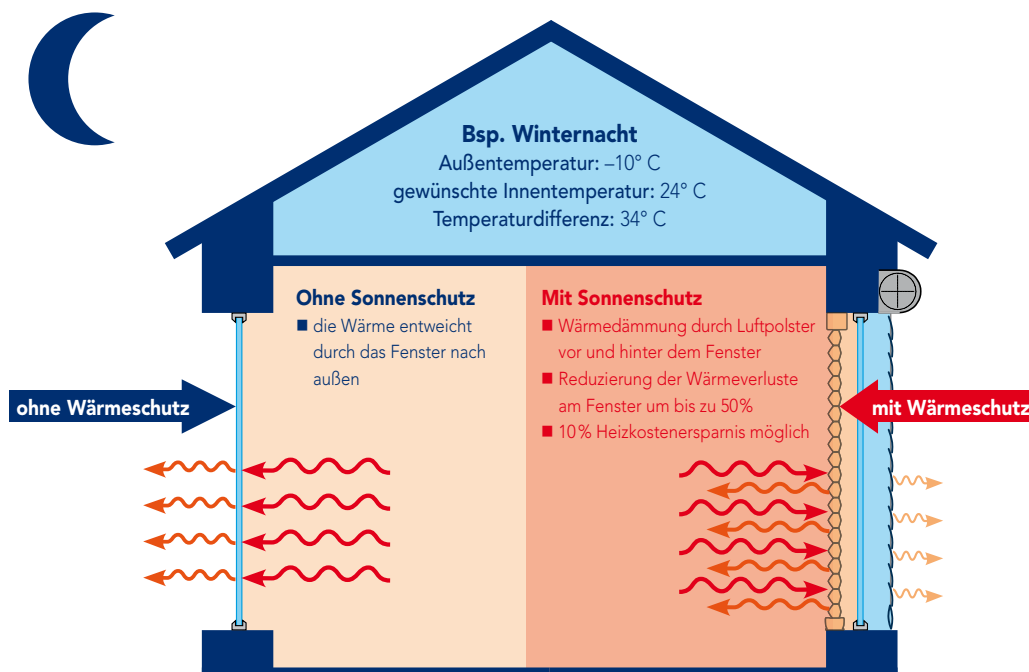 Bsp. Winternacht
Außentemperatur: –10° C
gewünschte Innentemperatur: 24° C
Temperaturdifferenz: 34° C
Ohne Sonnenschutz
■ die Wärme entweicht
durch das Fenster nach
außen
Mit Sonnenschutz
■ Wärmedämmung durch Luftpolster
vor und hinter dem Fenster
■ Reduzierung der Wärmeverluste
am Fenster um bis zu 50%
■ 10% Heizkostenersparnis möglich
ohne Wärmeschutz
mit Wärmeschutz